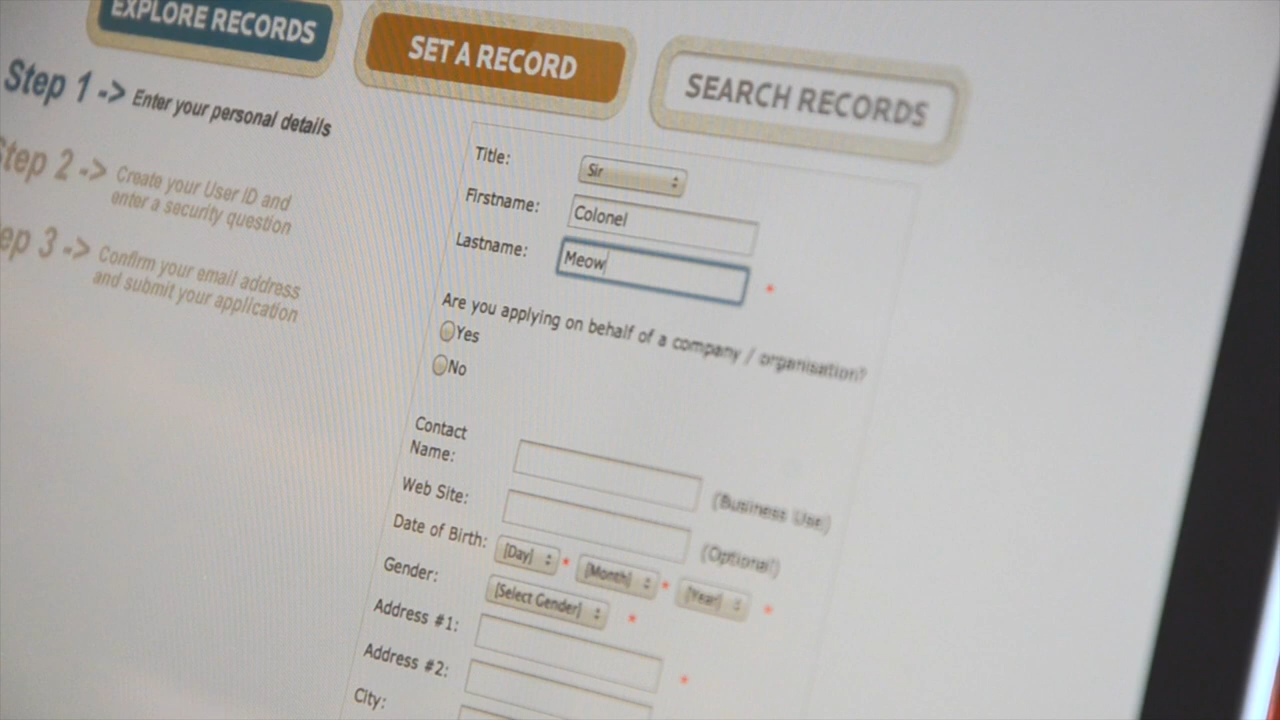 EXPLORE RECORDS
SET A RECORD
SEARCH RECORDS
Step 1 -> Enter your personal details
Step 2 -> Create your User ID and
enter a security question
ep 3 -> Confirm your email address
and submit your application
Title: Sir
Firstname: Colonel
Lastname: Meow *
Are you applying on behalf of a company / organisation?
Yes
No
Contact
Name: (Business Use)
Web Site: (Optional)
Date of Birth: [Day] * [Month] * [Year] *
Gender: [Select Gender] *
Address #1: *
Address #2:
City: